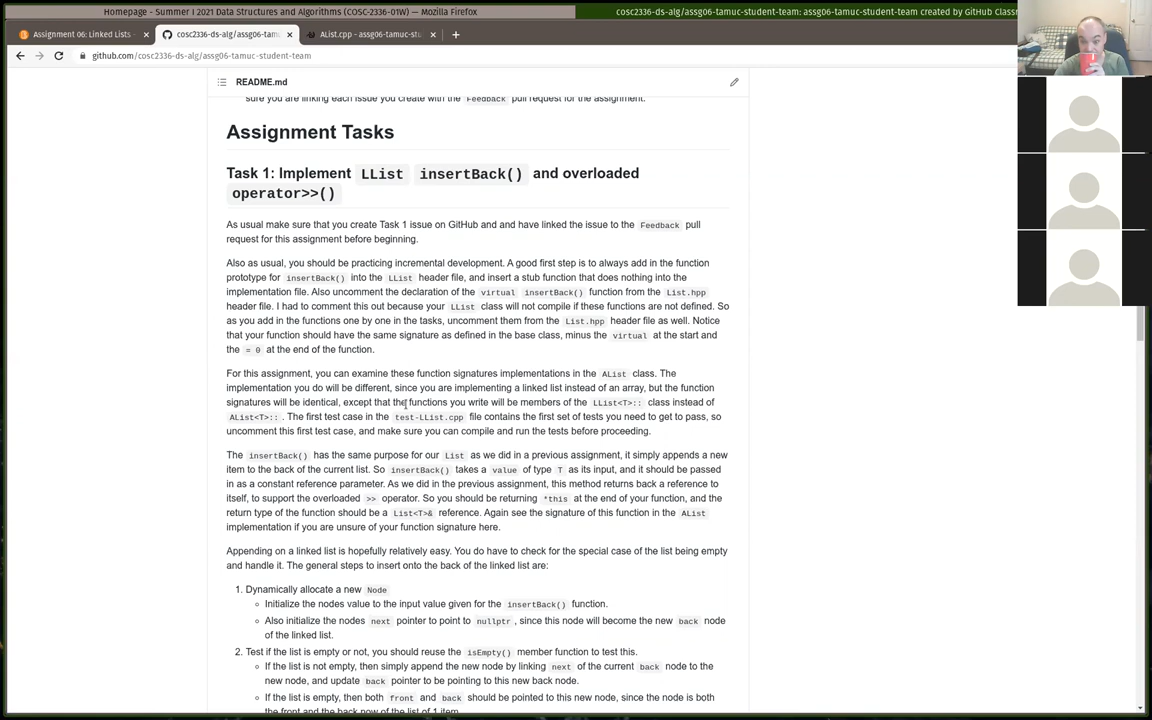 Homepage - Summer I 2021 Data Structures and Algorithms (COSC-2336-01W) — Mozilla Firefox
cosc2336-ds-alg/assg06-tamuc-student-team: assg06-tamuc-student-team created by GitHub Classr
Assignment 06: Linked Lists -
cosc2336-ds-alg/assg06-tamu
AList.cpp - assg06-tamuc-stu
github.com/cosc2336-ds-alg/assg06-tamuc-student-team
README.md
sure you are linking each issue you create with the Feedback pull request for the assignment.
Assignment Tasks
Task 1: Implement LList insertBack() and overloaded
operator>>()
As usual make sure that you create Task 1 issue on GitHub and and have linked the issue to the Feedback pull
request for this assignment before beginning.
Also as usual, you should be practicing incremental development. A good first step is to always add in the function
prototype for insertBack() into the LList header file, and insert a stub function that does nothing into the
implementation file. Also uncomment the declaration of the virtual insertBack() function from the List.hpp
header file. I had to comment this out because your LList class will not compile if these functions are not defined. So
as you add in the functions one by one in the tasks, uncomment them from the List.hpp header file as well. Notice
that your function should have the same signature as defined in the base class, minus the virtual at the start and
the = 0 at the end of the function.
For this assignment, you can examine these function signatures implementations in the AList class. The
implementation you do will be different, since you are implementing a linked list instead of an array, but the function
signatures will be identical, except that the functions you write will be members of the LList<T>:: class instead of
AList<T>:: . The first test case in the test-LList.cpp file contains the first set of tests you need to get to pass, so
uncomment this first test case, and make sure you can compile and run the tests before proceeding.
The insertBack() has the same purpose for our List as we did in a previous assignment, it simply appends a new
item to the back of the current list. So insertBack() takes a value of type T as its input, and it should be passed
in as a constant reference parameter. As we did in the previous assignment, this method returns back a reference to
itself, to support the overloaded >> operator. So you should be returning *this at the end of your function, and the
return type of the function should be a List<T>& reference. Again see the signature of this function in the AList
implementation if you are unsure of your function signature here.
Appending on a linked list is hopefully relatively easy. You do have to check for the special case of the list being empty
and handle it. The general steps to insert onto the back of the linked list are:
1. Dynamically allocate a new Node
◦ Initialize the nodes value to the input value given for the insertBack() function.
◦ Also initialize the nodes next pointer to point to nullptr , since this node will become the new back node
of the linked list.
2. Test if the list is empty or not, you should reuse the isEmpty() member function to test this.
◦ If the list is not empty, then simply append the new node by linking next of the current back node to the
new node, and update back pointer to be pointing to this new back node.
◦ If the list is empty, then both front and back should be pointed to this new node, since the node is both
the front and the back now of the list of 1 item.